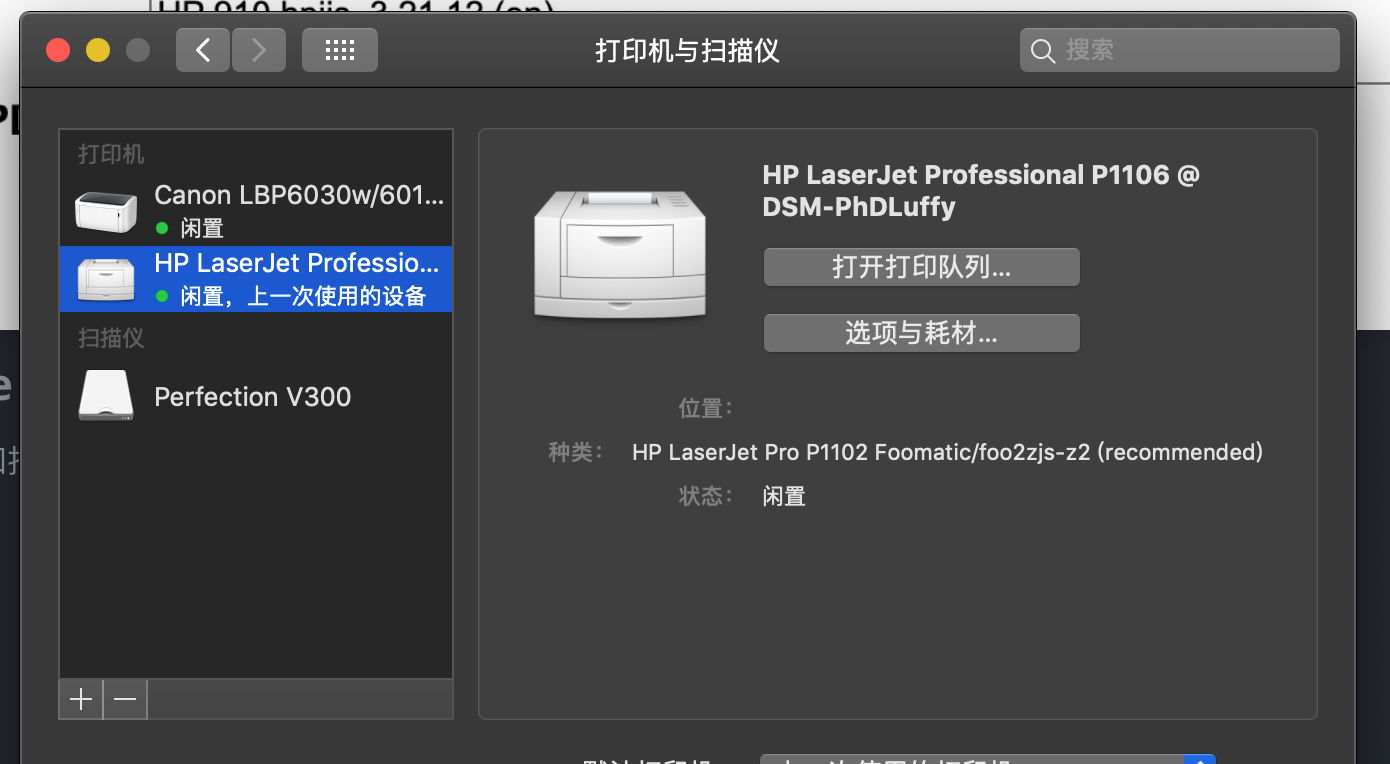 打印机与扫描仪
搜索
打印机
Canon LBP6030w/601...
闲置
HP LaserJet Professio...
闲置，上一次使用的设备
扫描仪
Perfection V300
HP LaserJet Professional P1106 @
DSM-PhDLuffy
打开打印队列...
选项与耗材...
位置：
种类： HP LaserJet Pro P1102 Foomatic/foo2zjs-z2 (recommended)
状态： 闲置